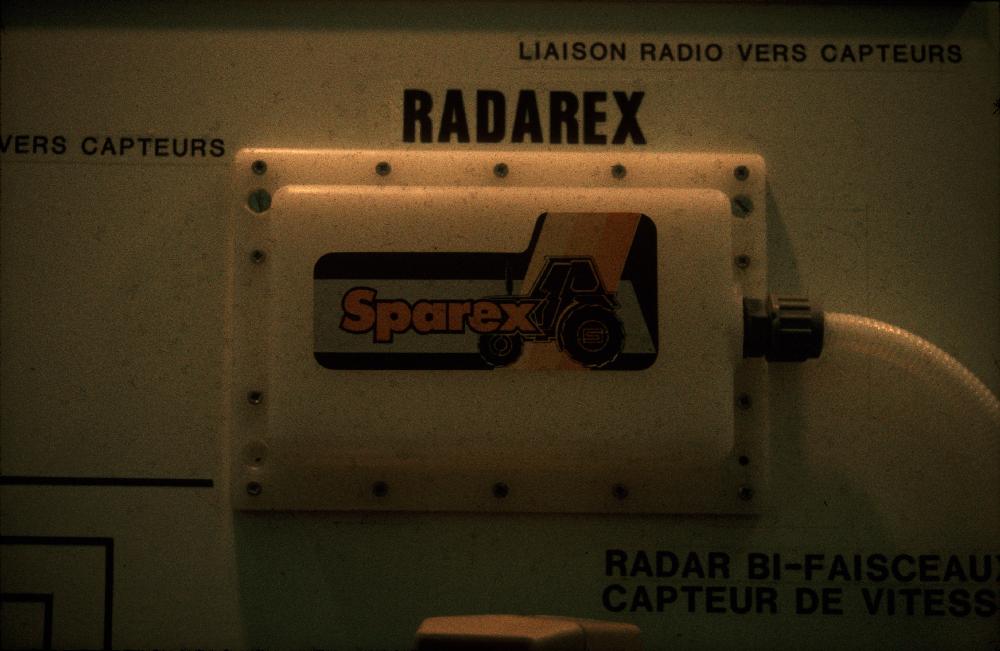 LIAISON RADIO VERS CAPTEURS
RADAREX
VERS CAPTEURS
Sparex
RADAR BI-FAISCEAU
CAPTEUR DE VITESS